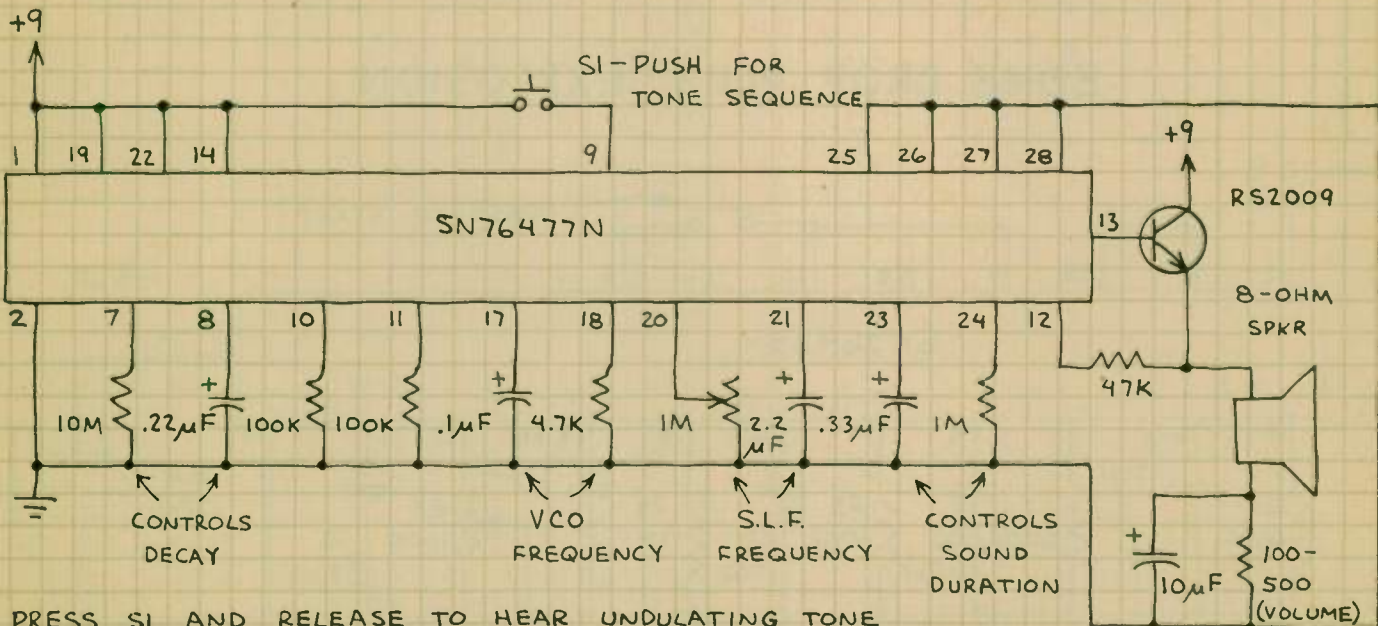 +9
S1-PUSH FOR
TONE SEQUENCE
+9
1 19 22 14 9 25 26 27 28
RS2009
SN76477N
13
8-OHM
SPKR
2 7 8 10 11 17 18 20 21 23 24 12
+ + + +
47K
10M .22µF 100K 100K .1µF 4.7K 1M 2.2 .33µF 1M
µF
CONTROLS
DECAY
VCO
FREQUENCY
S.L.F.
FREQUENCY
CONTROLS
SOUND
DURATION
+
10µF
100-
500
(VOLUME)
PRESS S1 AND RELEASE TO HEAR UNDULATING TONE